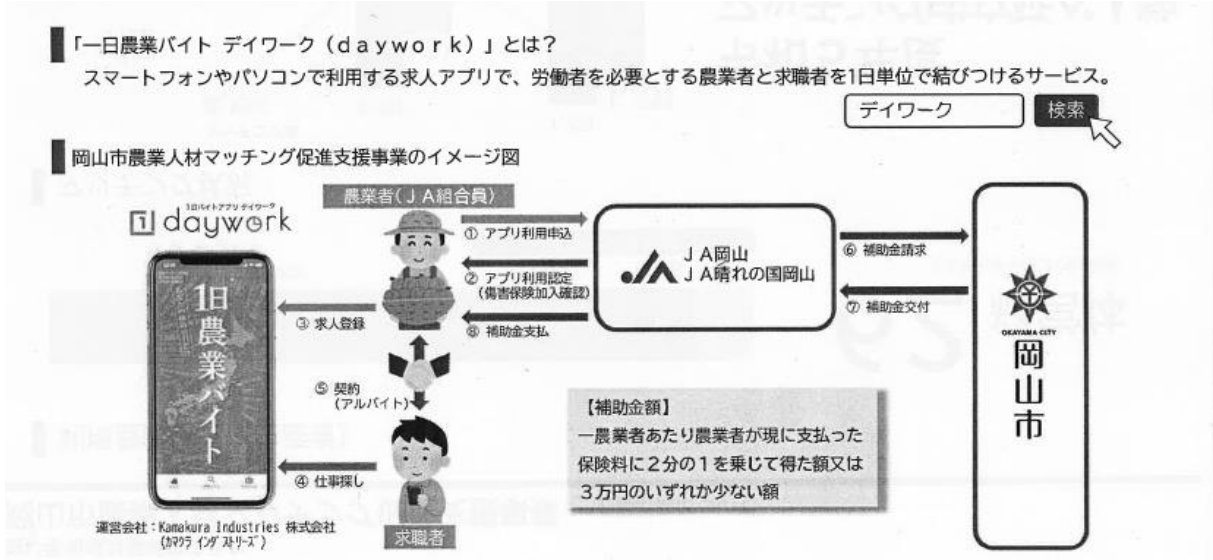 「一日農業バイト デイワーク(daywork)」とは?
スマートフォンやパソコンで利用する求人アプリで、労働者を必要とする農業者と求職者を1日単位で結びつけるサービス。
デイワーク
検索
岡山市農業人材マッチング促進支援事業のイメージ図
1日バイトアプリ デイワーク
1 daywork
1日農業バイト
運営会社:Kamakura Industries 株式会社
(カマクラ インダストリーズ)
農業者(JA組合員)
① アプリ利用申込
② アプリ利用認定
(傷害保険加入確認)
③ 求人登録
⑧ 補助金支払
⑤ 契約
(アルバイト)
④ 仕事探し
求職者
JA岡山
JA晴れの国岡山
⑥ 補助金請求
⑦ 補助金交付
OKAYAMA CITY
岡山市
【補助金額】
一農業者あたり農業者が現に支払った
保険料に2分の1を乗じて得た額又は
3万円のいずれか少ない額